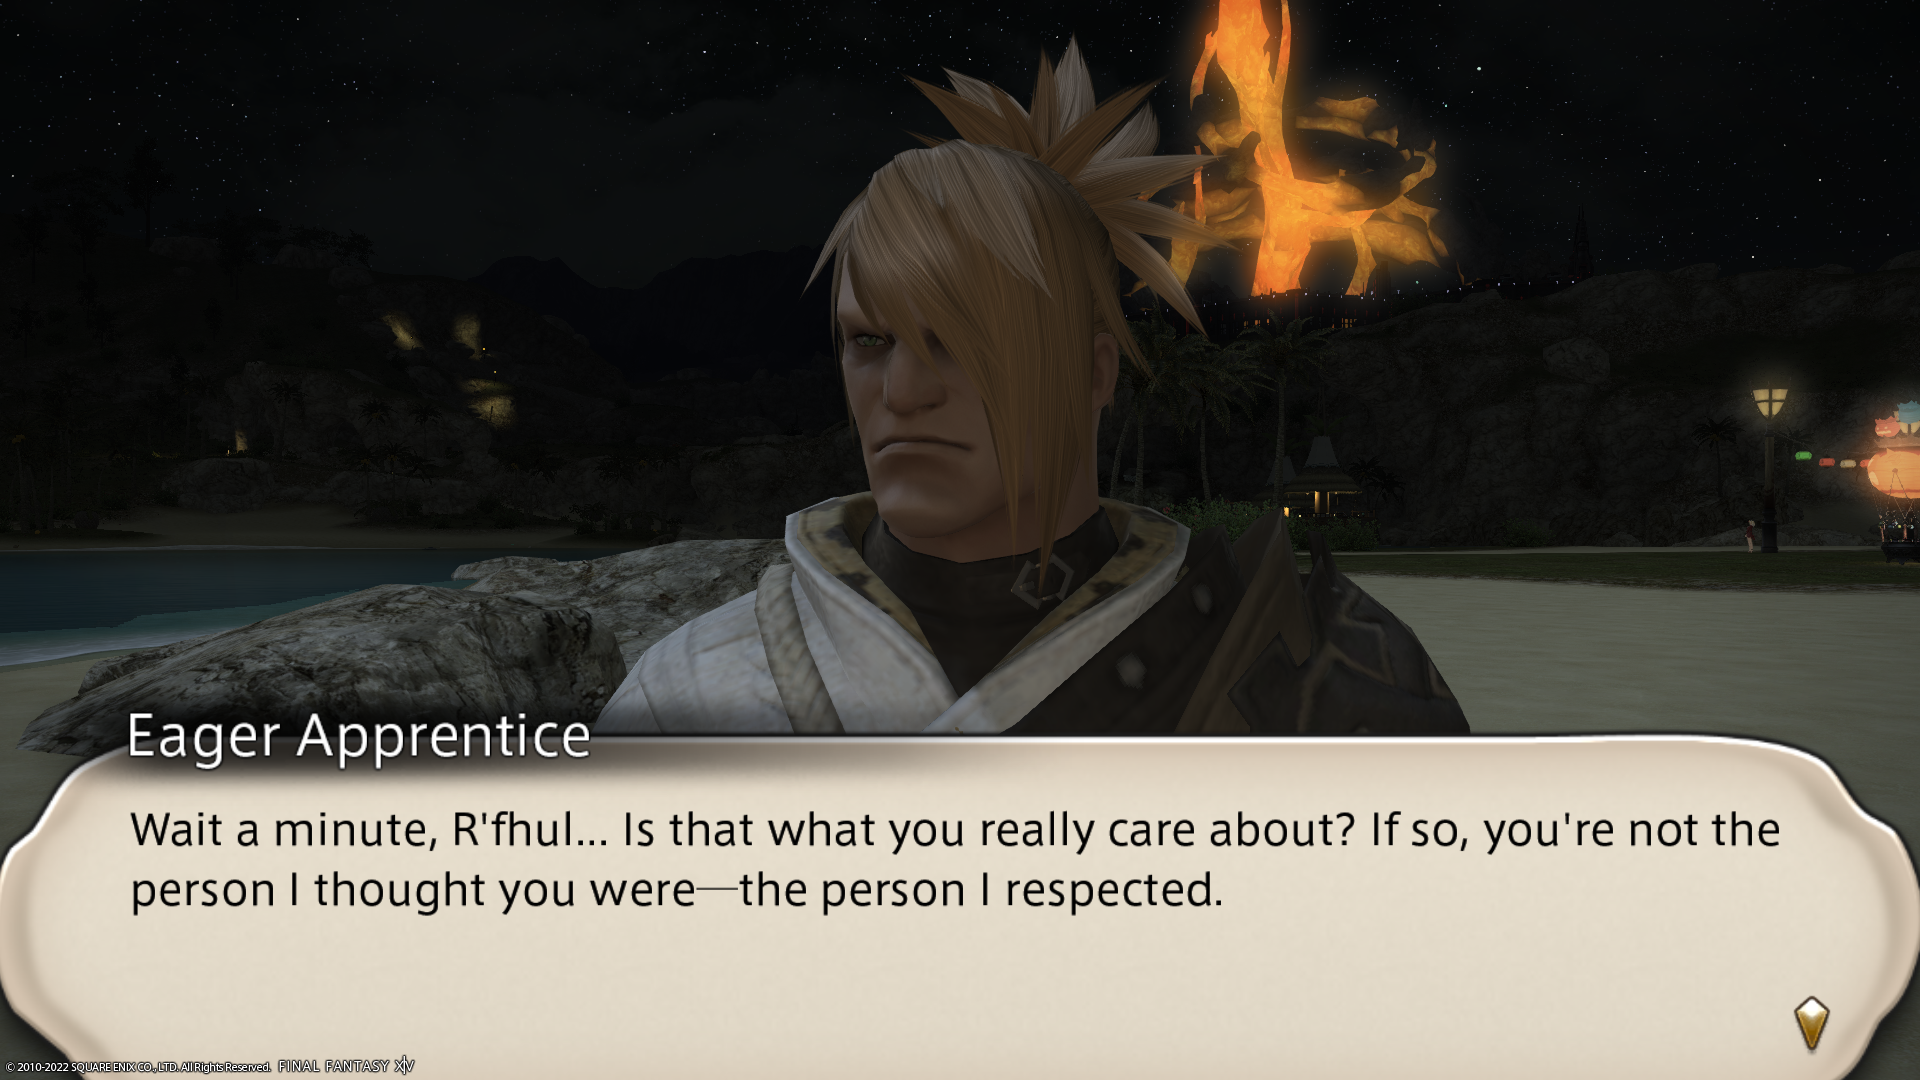 Eager Apprentice
Wait a minute, R'fhul... Is that what you really care about? If so, you're not the
person I thought you were—the person I respected.
© 2010-2022 SQUARE ENIX CO., LTD. All Rights Reserved. FINAL FANTASY XIV